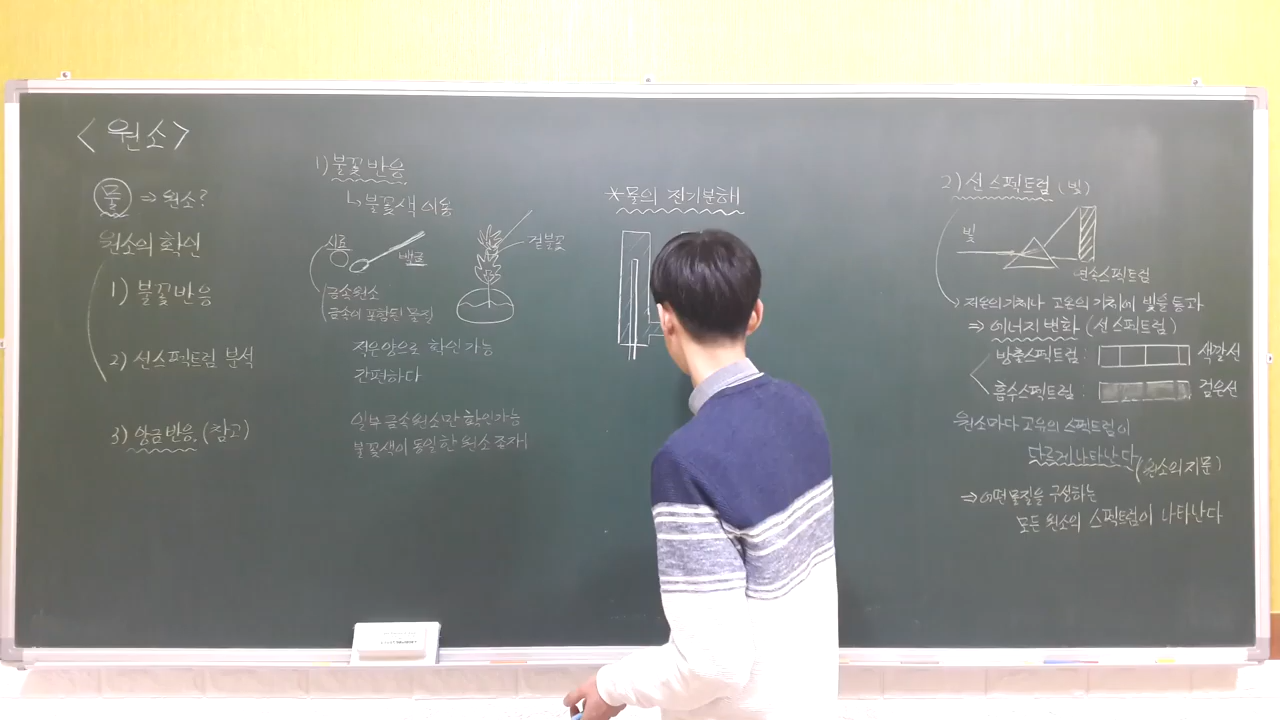 < 원소 >
물 ⇒ 원소?
원소의 확인
1) 불꽃반응
2) 선스펙트럼 분석
3) 앙금반응. (참고)
1) 불꽃반응
↳ 불꽃색 이용
시료
백금
겉불꽃
금속원소
금속이 포함된 물질
적은양으로 확인가능
간편하다
일부 금속원소만 확인가능
불꽃색이 동일한 원소 존재
*물의 전기분해
2) 선스펙트럼 (빛)
빛
연속스펙트럼
저온의 기체나 고온의 기체에 빛을 통과
⇒ 에너지 변화 (선스펙트럼)
방출스펙트럼 : 색깔선
흡수스펙트럼 : 검은선
원소마다 고유의 스펙트럼이
다르게 나타난다 (원소의 지문)
⇒ 어떤물질을 구성하는
모든 원소의 스펙트럼이 나타난다